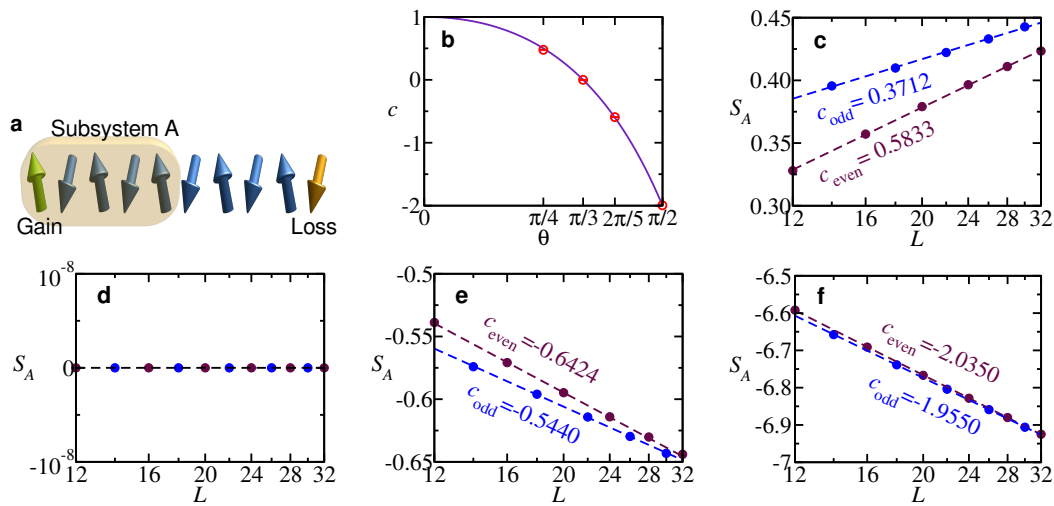 a
Subsystem A
Gain
Loss
b
1
0
-1
-2
c
0
π/4
π/3
2π/5
π/2
θ
c
0.45
0.40
0.35
0.30
S_A
c_odd=0.3712
c_even=0.5833
12
16
20
24
28
32
L
d
10^-8
0
-10^-8
S_A
12
16
20
24
28
32
L
e
-0.5
-0.55
-0.6
-0.65
S_A
c_even=-0.6424
c_odd=-0.5440
12
16
20
24
28
32
L
f
-6.5
-6.6
-6.7
-6.8
-6.9
-7
S_A
c_even=-2.0350
c_odd=-1.9550
12
16
20
24
28
32
L